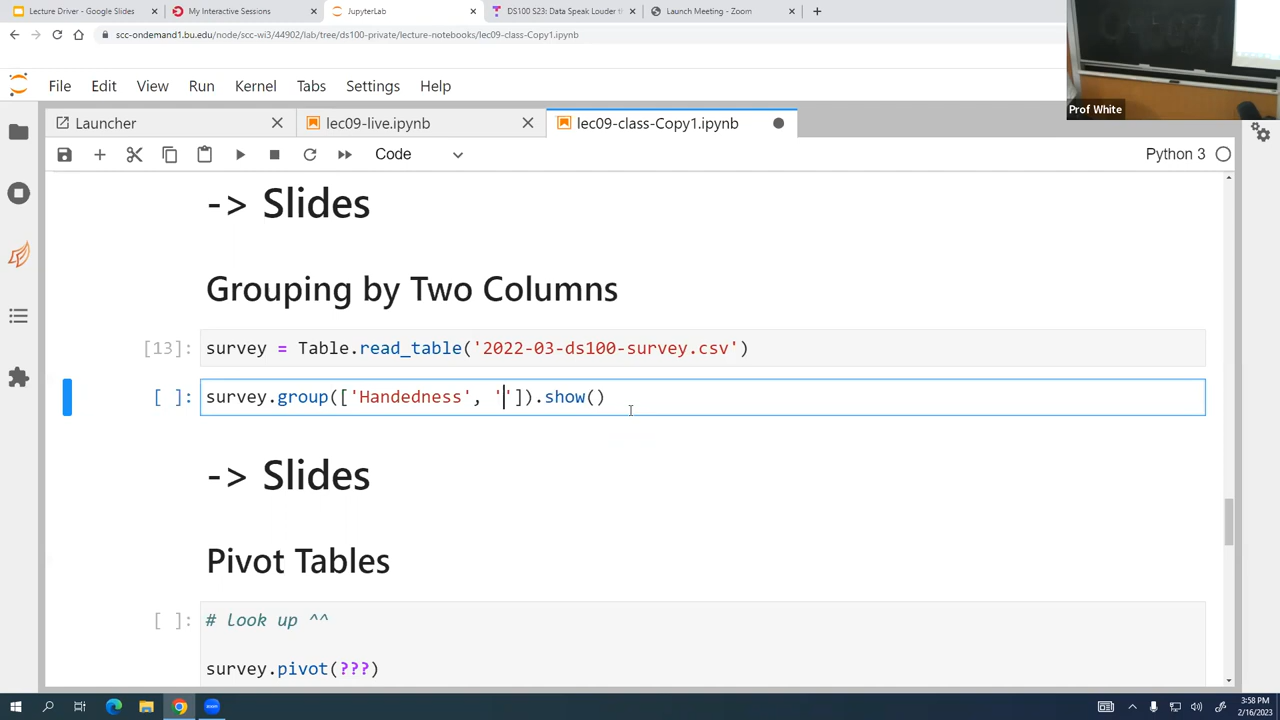 Lecture Driver - Google Slides
My Interactive Sessions
JupyterLab
DS100 S23: Data Speak Louder th
Launch Meeting - Zoom
scc-ondemand1.bu.edu/node/scc-wi3/44902/lab/tree/ds100-private/lecture-notebooks/lec09-class-Copy1.ipynb
File Edit View Run Kernel Tabs Settings Help
Prof White
Launcher
lec09-live.ipynb
lec09-class-Copy1.ipynb
Code
Python 3
-> Slides
Grouping by Two Columns
[13]: survey = Table.read_table('2022-03-ds100-survey.csv')
[ ]: survey.group(['Handedness', '']).show()
-> Slides
Pivot Tables
[ ]: # look up ^^
survey.pivot(???)
3:58 PM
2/16/2023